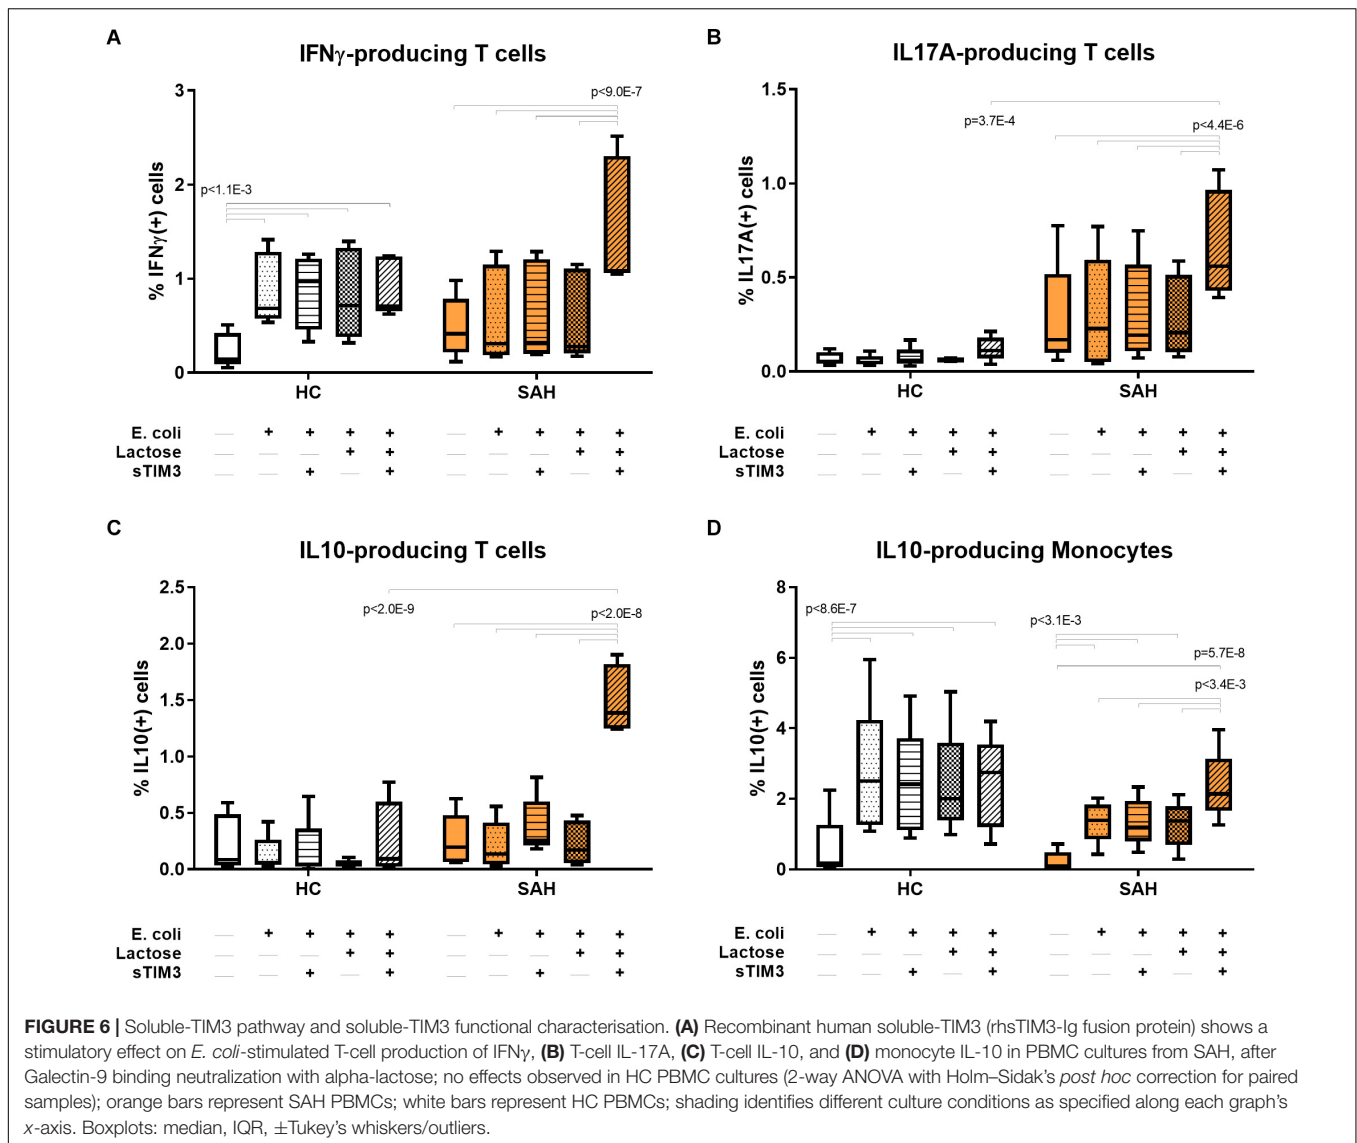 A
IFNγ-producing T cells
% IFNγ(+) cells
3
2
1
0
p<1.1E-3
p<9.0E-7
HC
SAH
E. coli — + + + + — + + + +
Lactose — — — + + — — — + +
sTIM3 — — + — + — — + — +
B
IL17A-producing T cells
% IL17A(+) cells
1.5
1.0
0.5
0.0
p=3.7E-4
p<4.4E-6
HC
SAH
E. coli — + + + + — + + + +
Lactose — — — + + — — — + +
sTIM3 — — + — + — — + — +
C
IL10-producing T cells
% IL10(+) cells
2.5
2.0
1.5
1.0
0.5
0.0
p<2.0E-9
p<2.0E-8
HC
SAH
E. coli — + + + + — + + + +
Lactose — — — + + — — — + +
sTIM3 — — + — + — — + — +
D
IL10-producing Monocytes
% IL10(+) cells
8
6
4
2
0
p<8.6E-7
p<3.1E-3
p=5.7E-8
p<3.4E-3
HC
SAH
E. coli — + + + + — + + + +
Lactose — — — + + — — — + +
sTIM3 — — + — + — — + — +
FIGURE 6 | Soluble-TIM3 pathway and soluble-TIM3 functional characterisation. (A) Recombinant human soluble-TIM3 (rhsTIM3-Ig fusion protein) shows a
stimulatory effect on E. coli-stimulated T-cell production of IFNγ, (B) T-cell IL-17A, (C) T-cell IL-10, and (D) monocyte IL-10 in PBMC cultures from SAH, after
Galectin-9 binding neutralization with alpha-lactose; no effects observed in HC PBMC cultures (2-way ANOVA with Holm–Sidak's post hoc correction for paired
samples); orange bars represent SAH PBMCs; white bars represent HC PBMCs; shading identifies different culture conditions as specified along each graph's
x-axis. Boxplots: median, IQR, ±Tukey's whiskers/outliers.